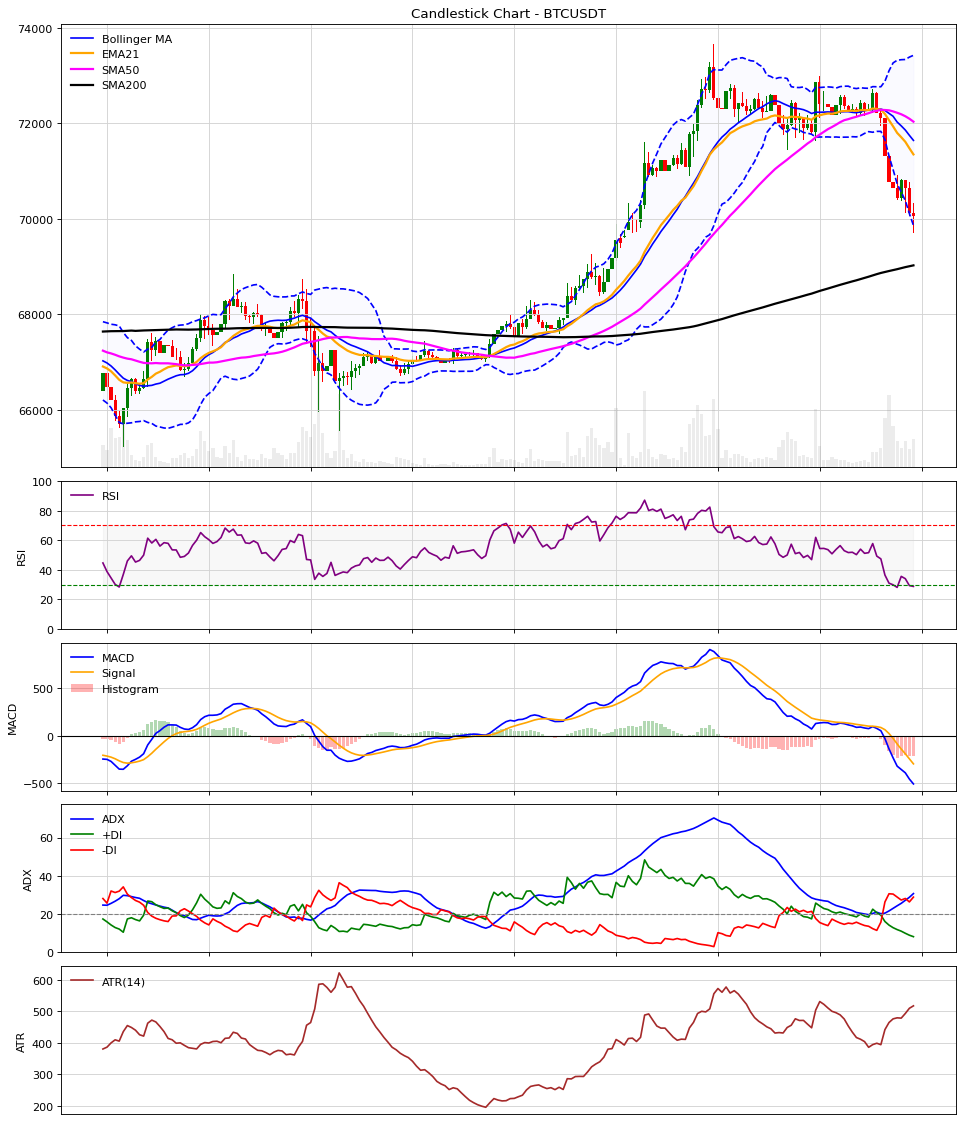 Candlestick Chart - BTCUSDT
74000
72000
70000
68000
66000
Bollinger MA
EMA21
SMA50
SMA200
100
80
60
40
20
0
RSI
RSI
500
0
−500
MACD
MACD
Signal
Histogram
60
40
20
0
ADX
ADX
+DI
-DI
600
500
400
300
200
ATR
ATR(14)